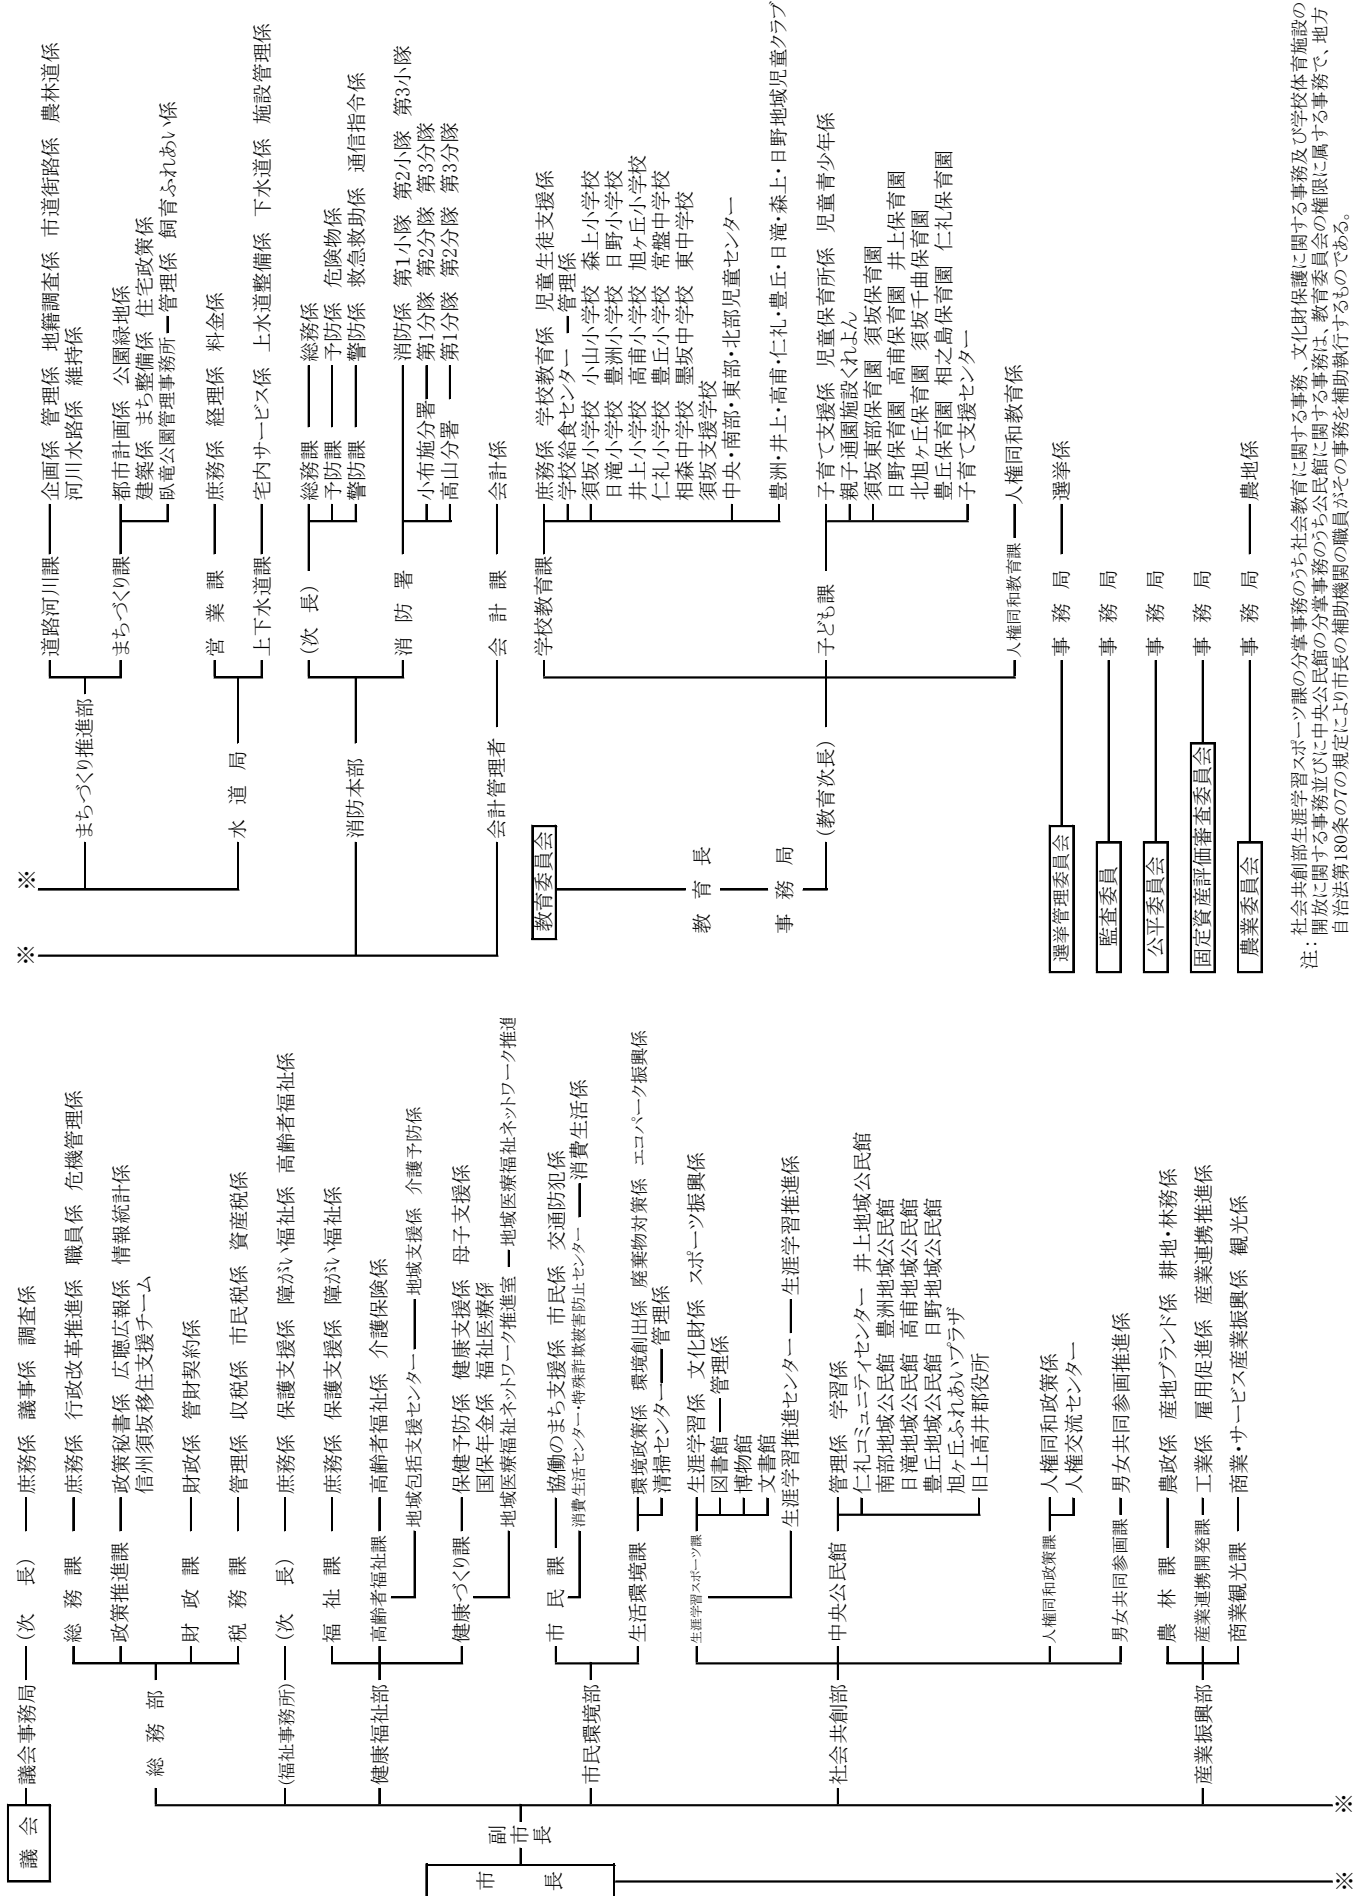 議　会
議会事務局
(次　長)
庶務係　議事係　調査係
市　長
副市長
総　務　部
総　務　課
庶務係　行政改革推進係　職員係　危機管理係
政策推進課
政策秘書係　広聴広報係　情報統計係
信州須坂移住支援チーム
財　政　課
財政係　管財契約係
税　務　課
管理係　収税係　市民税係　資産税係
(福祉事務所)
(次　長)
庶務係　保護支援係　障がい福祉係　高齢者福祉係
健康福祉部
福　祉　課
庶務係　保護支援係　障がい福祉係
高齢者福祉課
高齢者福祉係　介護保険係
地域包括支援センター
地域支援係　介護予防係
健康づくり課
保健予防係　健康支援係　母子支援係
国保年金係　福祉医療係
地域医療福祉ネットワーク推進室
地域医療福祉ネットワーク推進
市民環境部
市　民　課
協働のまち支援係　市民係　交通防犯係
消費生活センター・特殊詐欺被害防止センター
消費生活係
生活環境課
環境政策係　環境創出係　廃棄物対策係　エコパーク振興係
清掃センター
管理係
社会共創部
生涯学習スポーツ課
生涯学習係　文化財係　スポーツ振興係
図書館
管理係
博物館
文書館
生涯学習推進センター
生涯学習推進係
中央公民館
管理係　学習係
仁礼コミュニティセンター　井上地域公民館
南部地域公民館　豊洲地域公民館
日滝地域公民館　高甫地域公民館
豊丘地域公民館　日野地域公民館
旭ヶ丘ふれあいプラザ
旧上高井郡役所
人権同和政策課
人権同和政策係
人権交流センター
男女共同参画課
男女共同参画推進係
産業振興部
農　林　課
農政係　産地ブランド係　耕地・林務係
産業連携開発課
工業係　雇用促進係　産業連携推進係
商業観光課
商業・サービス産業振興係　観光係
※
※
※
※
まちづくり推進部
道路河川課
企画係　管理係　地籍調査係　市道街路係　農林道係
河川水路係　維持係
まちづくり課
都市計画係　公園緑地係
建築係　まち整備係　住宅政策係
臥竜公園管理事務所
管理係　飼育ふれあい係
水　道　局
営　業　課
庶務係　経理係　料金係
上下水道課
宅内サービス係　上水道整備係　下水道係　施設管理係
消防本部
(次　長)
総務課
総務係
予防課
予防係　危険物係
警防課
警防係　救急救助係　通信指令係
消　防　署
消防係　第1小隊　第2小隊　第3小隊
小布施分署
第1分隊　第2分隊　第3分隊
高山分署
第1分隊　第2分隊　第3分隊
会計管理者
会　計　課
会計係
教育委員会
教　育　長
事　務　局
(教育次長)
学校教育課
庶務係　学校教育係　児童生徒支援係
学校給食センター
管理係
須坂小学校　小山小学校　森上小学校
日滝小学校　豊洲小学校　日野小学校
井上小学校　高甫小学校　旭ヶ丘小学校
仁礼小学校　豊丘小学校　常盤中学校
相森中学校　墨坂中学校　東中学校
須坂支援学校
中央・南部・東部・北部児童センター
豊洲・井上・高甫・仁礼・豊丘・日滝・森上・日野地域児童クラブ
子ども課
子育て支援係　児童保育所係　児童青少年係
親子通園施設くれよん
須坂東部保育園　須坂保育園
日野保育園　高甫保育園　井上保育園
北旭ヶ丘保育園　須坂千曲保育園
豊丘保育園　相之島保育園　仁礼保育園
子育て支援センター
人権同和教育課
人権同和教育係
選挙管理委員会
事　務　局
選挙係
監査委員
事　務　局
公平委員会
事　務　局
固定資産評価審査委員会
事　務　局
農業委員会
事　務　局
農地係
注：社会共創部生涯学習スポーツ課の分掌事務のうち社会教育に関する事務、文化財保護に関する事務及び学校体育施設の
開放に関する事務並びに中央公民館の分掌事務のうち公民館に関する事務は、教育委員会の権限に属する事務で、地方
自治法第180条の7の規定により市長の補助機関の職員がその事務を補助執行するものである。